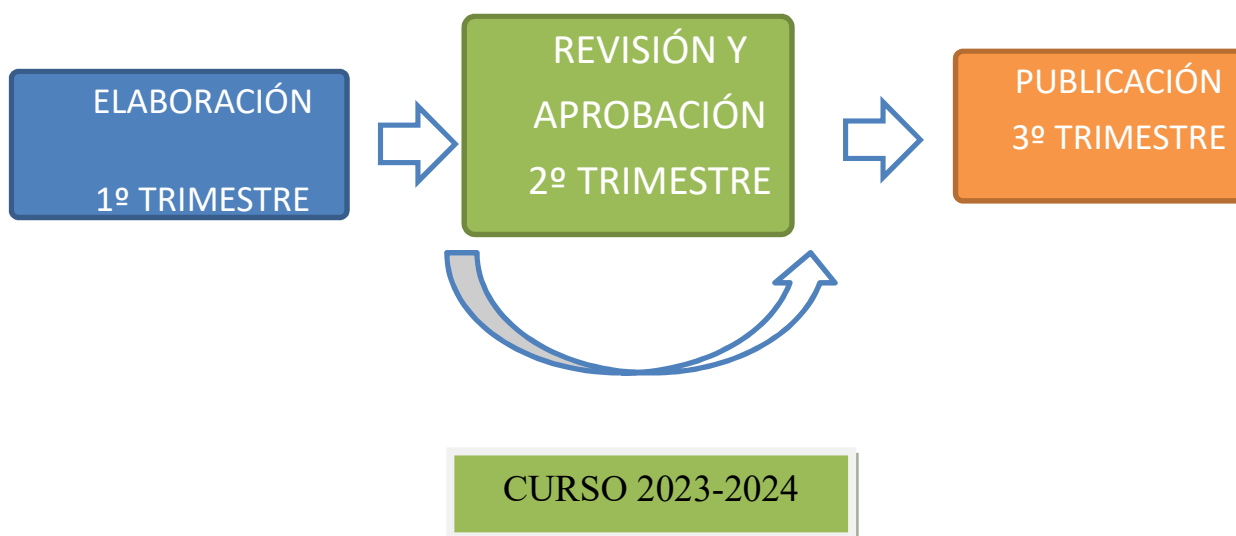 ELABORACIÓN
1º TRIMESTRE
REVISIÓN Y
APROBACIÓN
2º TRIMESTRE
PUBLICACIÓN
3º TRIMESTRE
CURSO 2023-2024